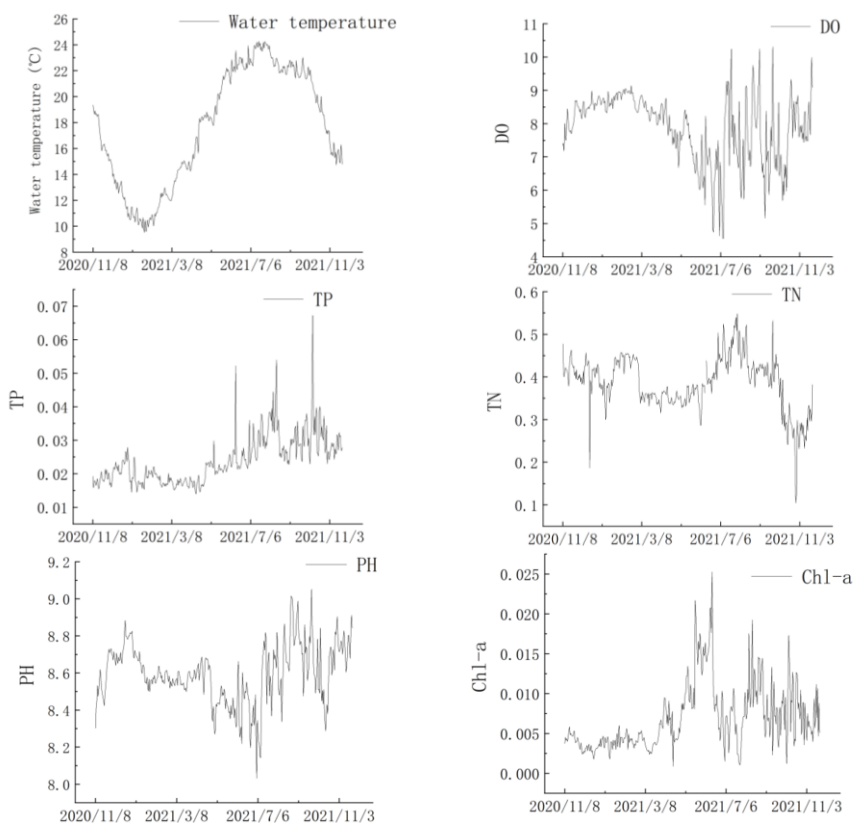 Water temperature
Water temperature (℃)
26
24
22
20
18
16
14
12
10
8
2020/11/8 2021/3/8 2021/7/6 2021/11/3
DO
DO
11
10
9
8
7
6
5
4
2020/11/8 2021/3/8 2021/7/6 2021/11/3
TP
TP
0.07
0.06
0.05
0.04
0.03
0.02
0.01
2020/11/8 2021/3/8 2021/7/6 2021/11/3
TN
TN
0.6
0.5
0.4
0.3
0.2
0.1
2020/11/8 2021/3/8 2021/7/6 2021/11/3
PH
PH
9.2
9.0
8.8
8.6
8.4
8.2
8.0
2020/11/8 2021/3/8 2021/7/6 2021/11/3
Chl-a
Chl-a
0.025
0.020
0.015
0.010
0.005
0.000
2020/11/8 2021/3/8 2021/7/6 2021/11/3